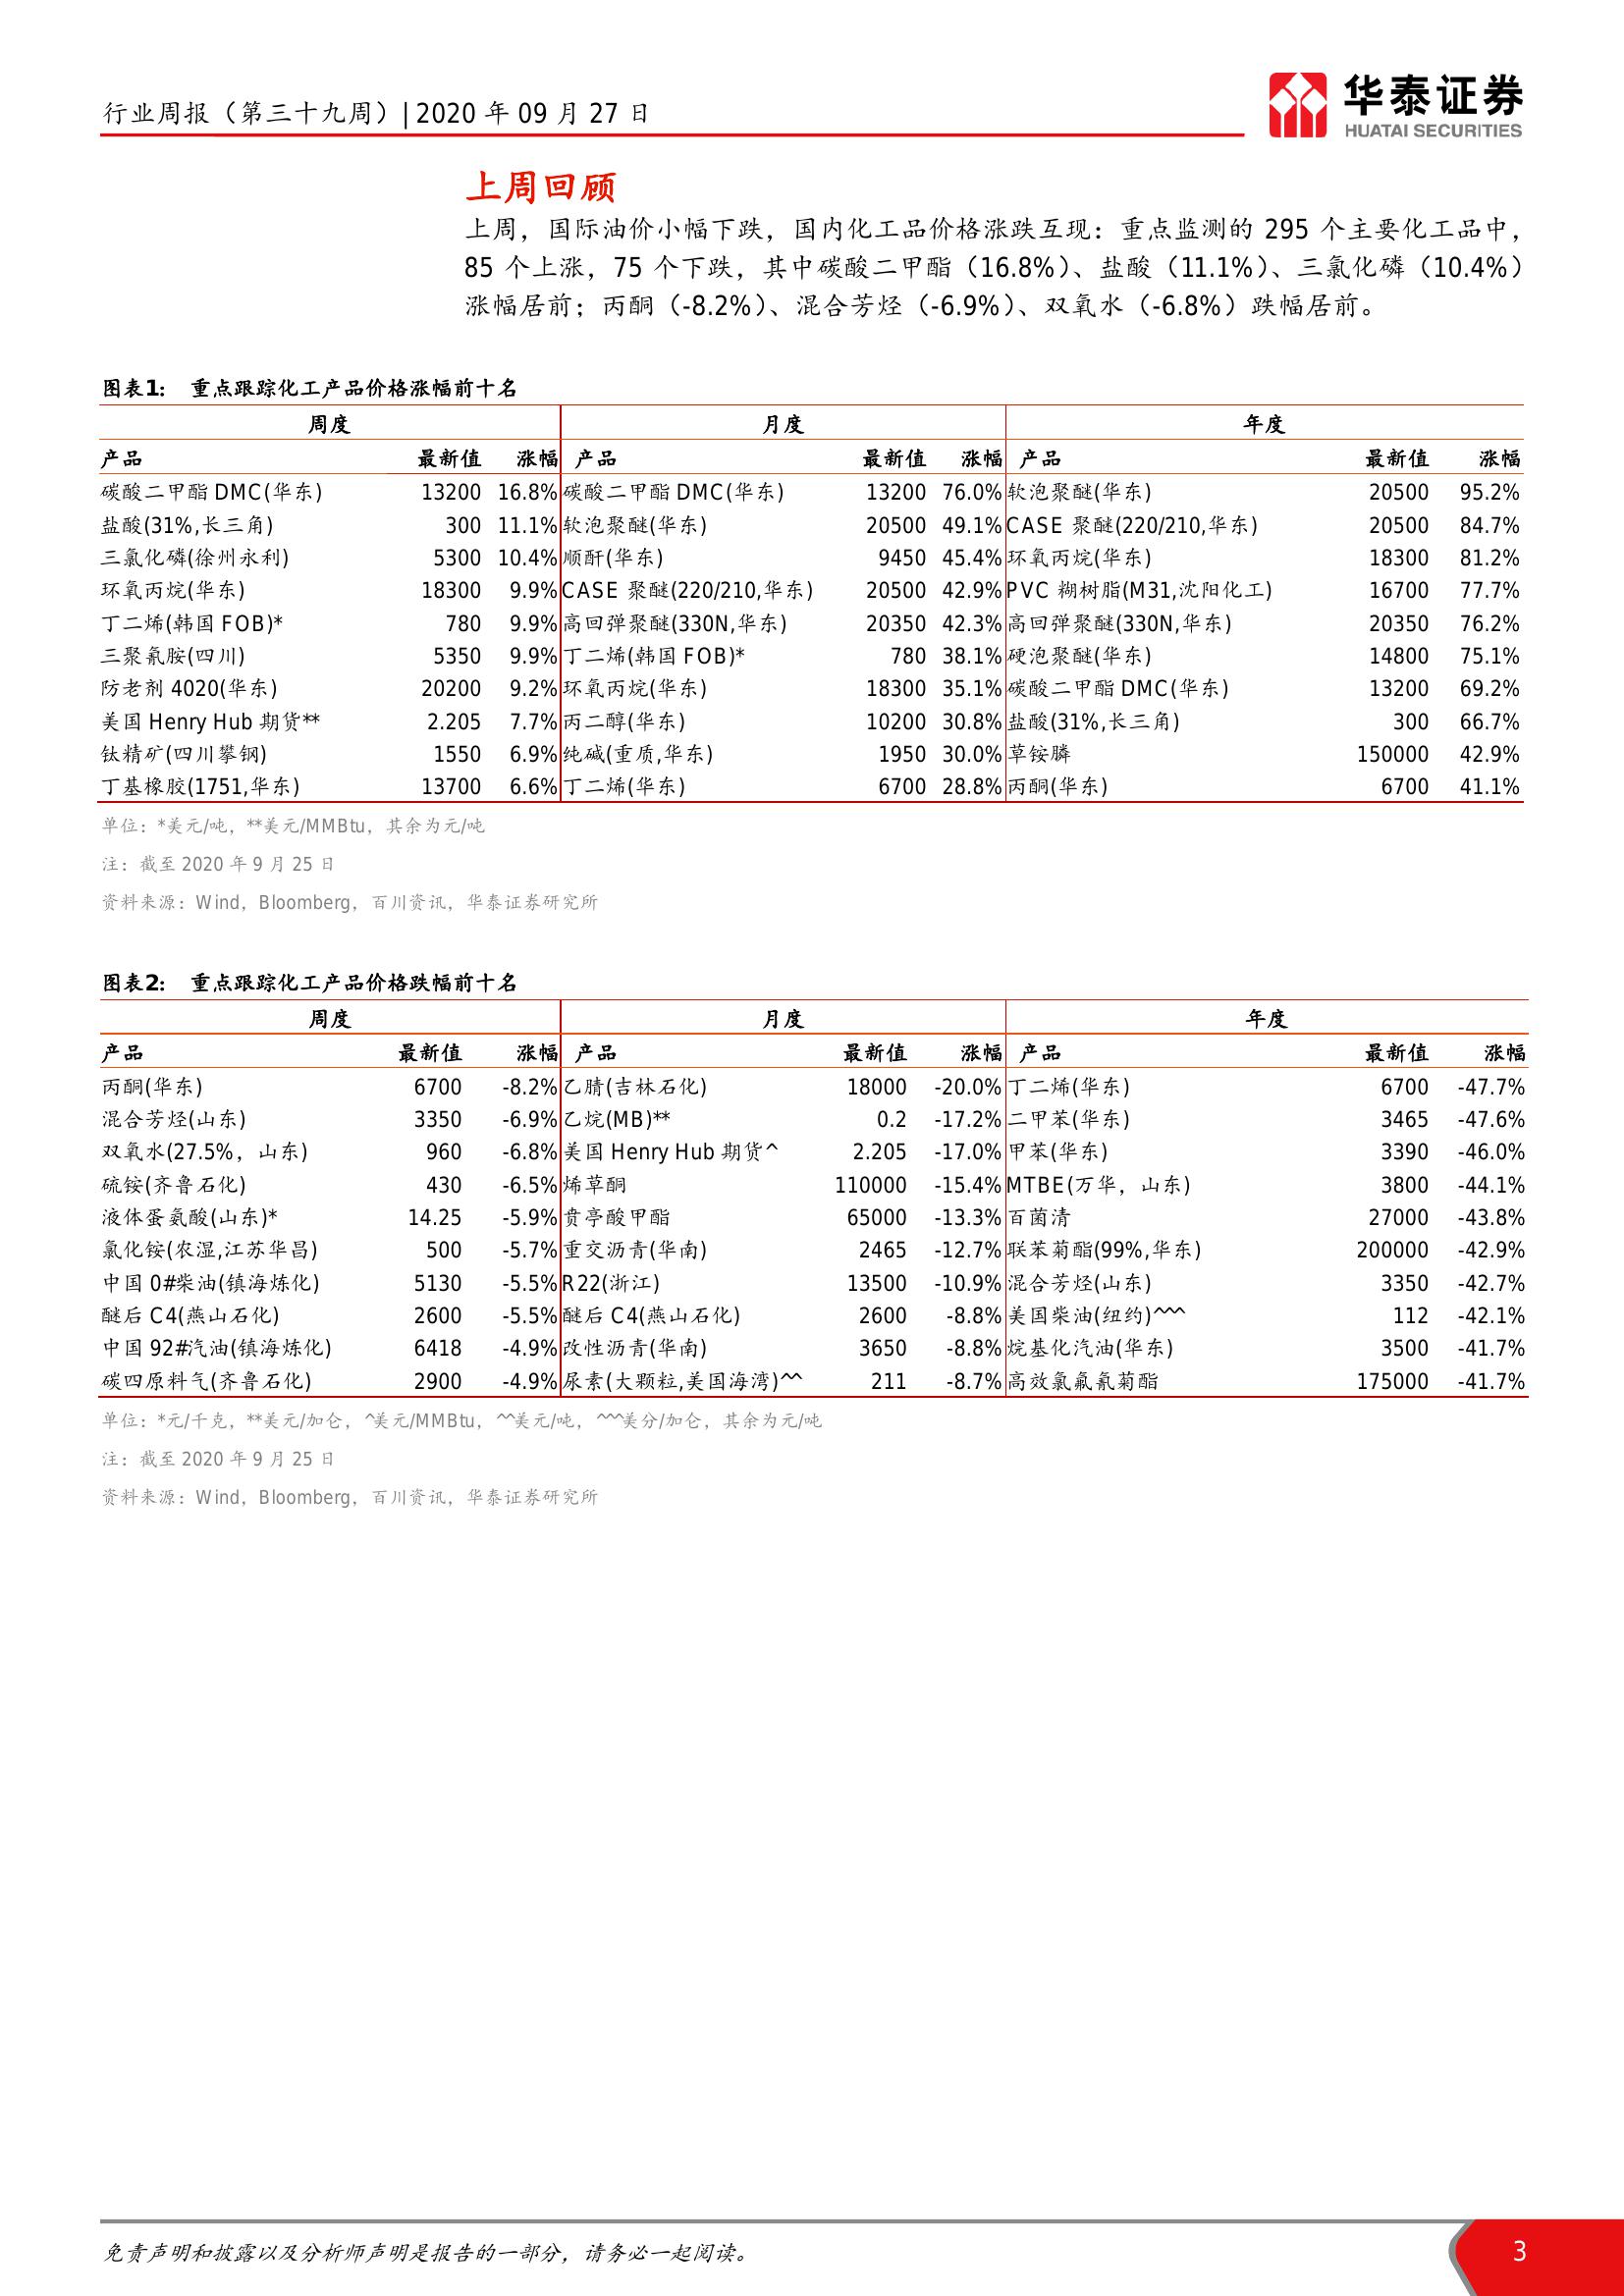 行业周报（第三十九周）| 2020 年 09 月 27 日
华泰证券
HUATAI SECURITIES
上周回顾
上周，国际油价小幅下跌，国内化工品价格涨跌互现：重点监测的 295 个主要化工品中，
85 个上涨，75 个下跌，其中碳酸二甲酯（16.8%）、盐酸（11.1%）、三氯化磷（10.4%）
涨幅居前；丙酮（-8.2%）、混合芳烃（-6.9%）、双氧水（-6.8%）跌幅居前。
图表1： 重点跟踪化工产品价格涨幅前十名
周度 月度 年度
产品 最新值 涨幅 产品 最新值 涨幅 产品 最新值 涨幅
碳酸二甲酯 DMC(华东) 13200 16.8% 碳酸二甲酯 DMC(华东) 13200 76.0% 软泡聚醚(华东) 20500 95.2%
盐酸(31%,长三角) 300 11.1% 软泡聚醚(华东) 20500 49.1% CASE 聚醚(220/210,华东) 20500 84.7%
三氯化磷(徐州永利) 5300 10.4% 顺酐(华东) 9450 45.4% 环氧丙烷(华东) 18300 81.2%
环氧丙烷(华东) 18300 9.9% CASE 聚醚(220/210,华东) 20500 42.9% PVC 糊树脂(M31,沈阳化工) 16700 77.7%
丁二烯(韩国 FOB)* 780 9.9% 高回弹聚醚(330N,华东) 20350 42.3% 高回弹聚醚(330N,华东) 20350 76.2%
三聚氰胺(四川) 5350 9.9% 丁二烯(韩国 FOB)* 780 38.1% 硬泡聚醚(华东) 14800 75.1%
防老剂 4020(华东) 20200 9.2% 环氧丙烷(华东) 18300 35.1% 碳酸二甲酯 DMC(华东) 13200 69.2%
美国 Henry Hub 期货** 2.205 7.7% 丙二醇(华东) 10200 30.8% 盐酸(31%,长三角) 300 66.7%
钛精矿(四川攀钢) 1550 6.9% 纯碱(重质,华东) 1950 30.0% 草铵膦 150000 42.9%
丁基橡胶(1751,华东) 13700 6.6% 丁二烯(华东) 6700 28.8% 丙酮(华东) 6700 41.1%
单位：*美元/吨，**美元/MMBtu，其余为元/吨
注：截至 2020 年 9 月 25 日
资料来源：Wind，Bloomberg，百川资讯，华泰证券研究所
图表2： 重点跟踪化工产品价格跌幅前十名
周度 月度 年度
产品 最新值 涨幅 产品 最新值 涨幅 产品 最新值 涨幅
丙酮(华东) 6700 -8.2% 乙腈(吉林石化) 18000 -20.0% 丁二烯(华东) 6700 -47.7%
混合芳烃(山东) 3350 -6.9% 乙烷(MB)** 0.2 -17.2% 二甲苯(华东) 3465 -47.6%
双氧水(27.5%，山东) 960 -6.8% 美国 Henry Hub 期货^ 2.205 -17.0% 甲苯(华东) 3390 -46.0%
硫铵(齐鲁石化) 430 -6.5% 烯草酮 110000 -15.4% MTBE(万华，山东) 3800 -44.1%
液体蛋氨酸(山东)* 14.25 -5.9% 贲亭酸甲酯 65000 -13.3% 百菌清 27000 -43.8%
氯化铵(农湿,江苏华昌) 500 -5.7% 重交沥青(华南) 2465 -12.7% 联苯菊酯(99%,华东) 200000 -42.9%
中国 0#柴油(镇海炼化) 5130 -5.5% R22(浙江) 13500 -10.9% 混合芳烃(山东) 3350 -42.7%
醚后 C4(燕山石化) 2600 -5.5% 醚后 C4(燕山石化) 2600 -8.8% 美国柴油(纽约)^^^ 112 -42.1%
中国 92#汽油(镇海炼化) 6418 -4.9% 改性沥青(华南) 3650 -8.8% 烷基化汽油(华东) 3500 -41.7%
碳四原料气(齐鲁石化) 2900 -4.9% 尿素(大颗粒,美国海湾)^^ 211 -8.7% 高效氯氟氰菊酯 175000 -41.7%
单位：*元/千克，**美元/加仑，^美元/MMBtu，^^美元/吨，^^^美分/加仑，其余为元/吨
注：截至 2020 年 9 月 25 日
资料来源：Wind，Bloomberg，百川资讯，华泰证券研究所
免责声明和披露以及分析师声明是报告的一部分，请务必一起阅读。
3